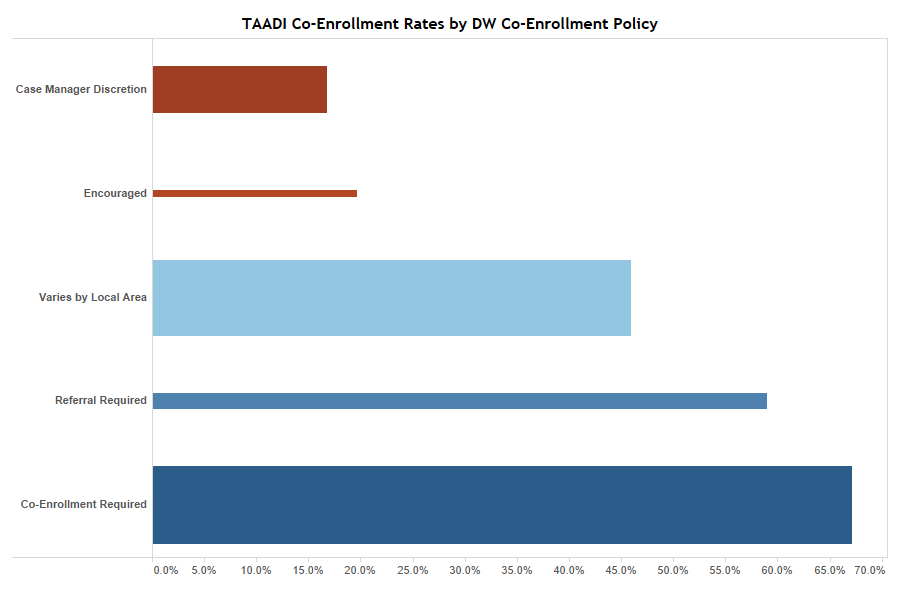 TAADI Co-Enrollment Rates by DW Co-Enrollment Policy
Case Manager Discretion
Encouraged
Varies by Local Area
Referral Required
Co-Enrollment Required
0.0% 5.0% 10.0% 15.0% 20.0% 25.0% 30.0% 35.0% 40.0% 45.0% 50.0% 55.0% 60.0% 65.0% 70.0%